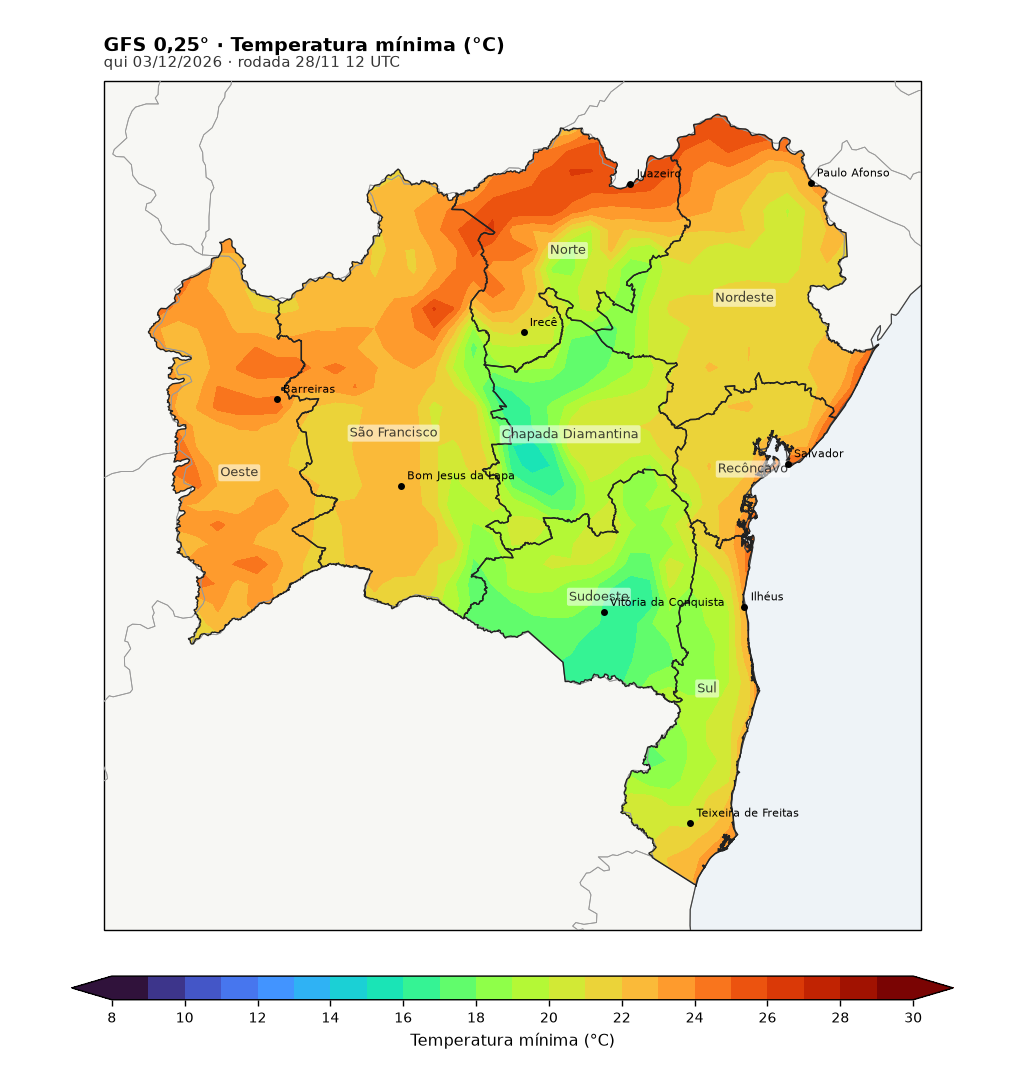 GFS 0,25° · Temperatura mínima (°C)
qui 03/12/2026 · rodada 28/11 12 UTC
Juazeiro
Paulo Afonso
Norte
Nordeste
Irecê
Barreiras
São Francisco
Chapada Diamantina
Oeste
Bom Jesus da Lapa
Recôncavo
Salvador
Sudoeste
Vitória da Conquista
Ilhéus
Sul
Teixeira de Freitas
8 10 12 14 16 18 20 22 24 26 28 30
Temperatura mínima (°C)